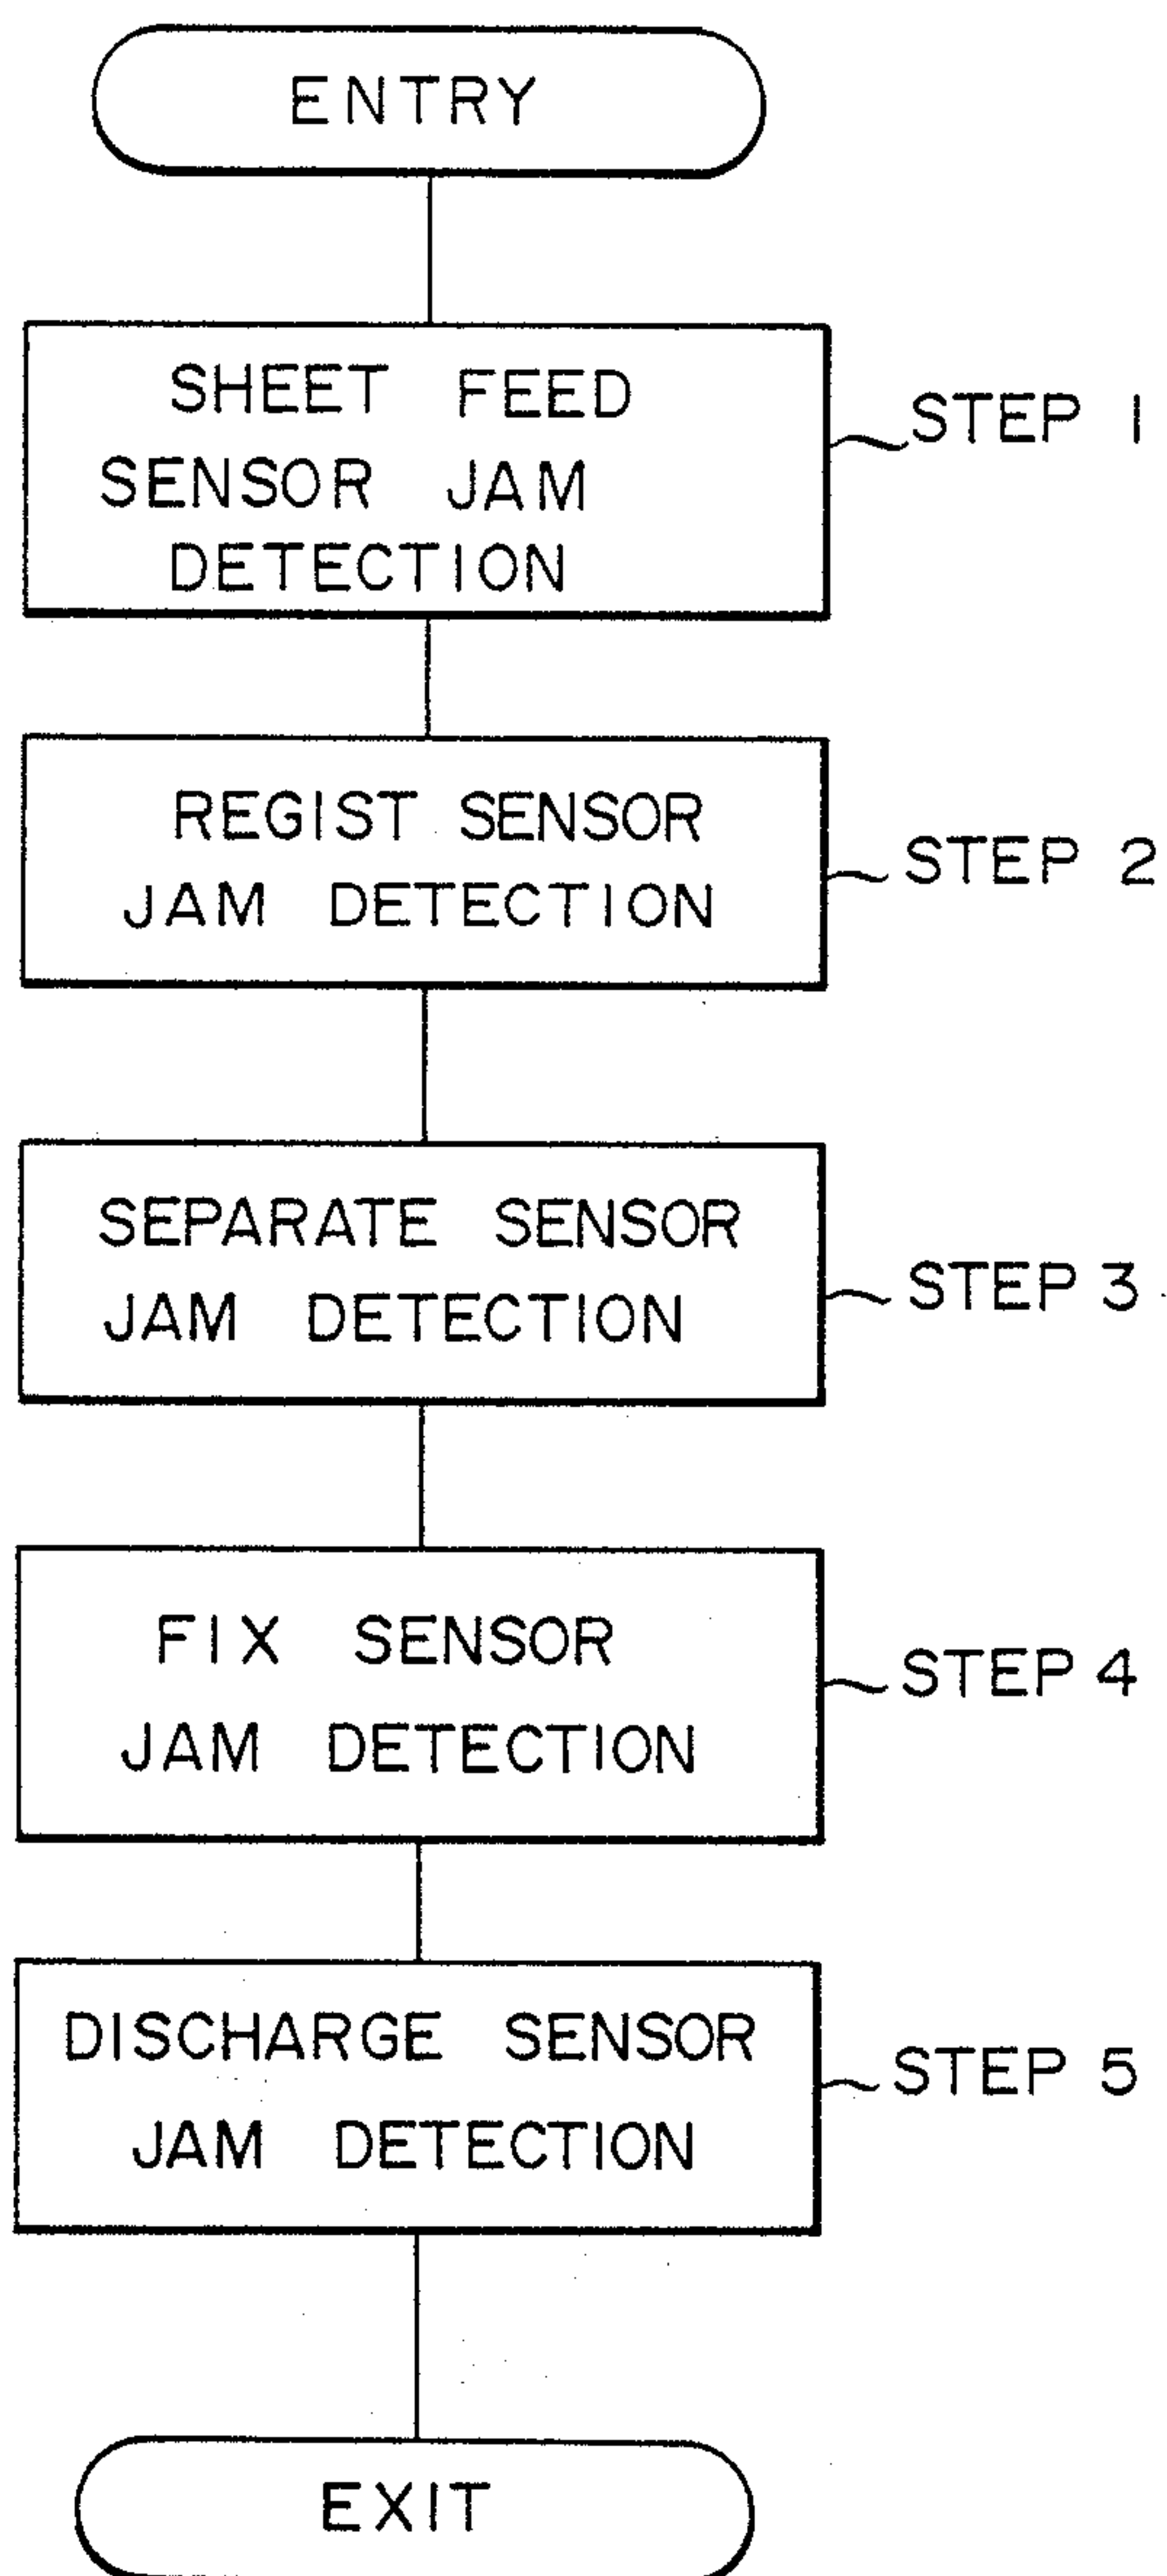 ENTRY
SHEET FEED
SENSOR JAM
DETECTION
STEP 1
REGIST SENSOR
JAM DETECTION
STEP 2
SEPARATE SENSOR
JAM DETECTION
STEP 3
FIX SENSOR
JAM DETECTION
STEP 4
DISCHARGE SENSOR
JAM DETECTION
STEP 5
EXIT